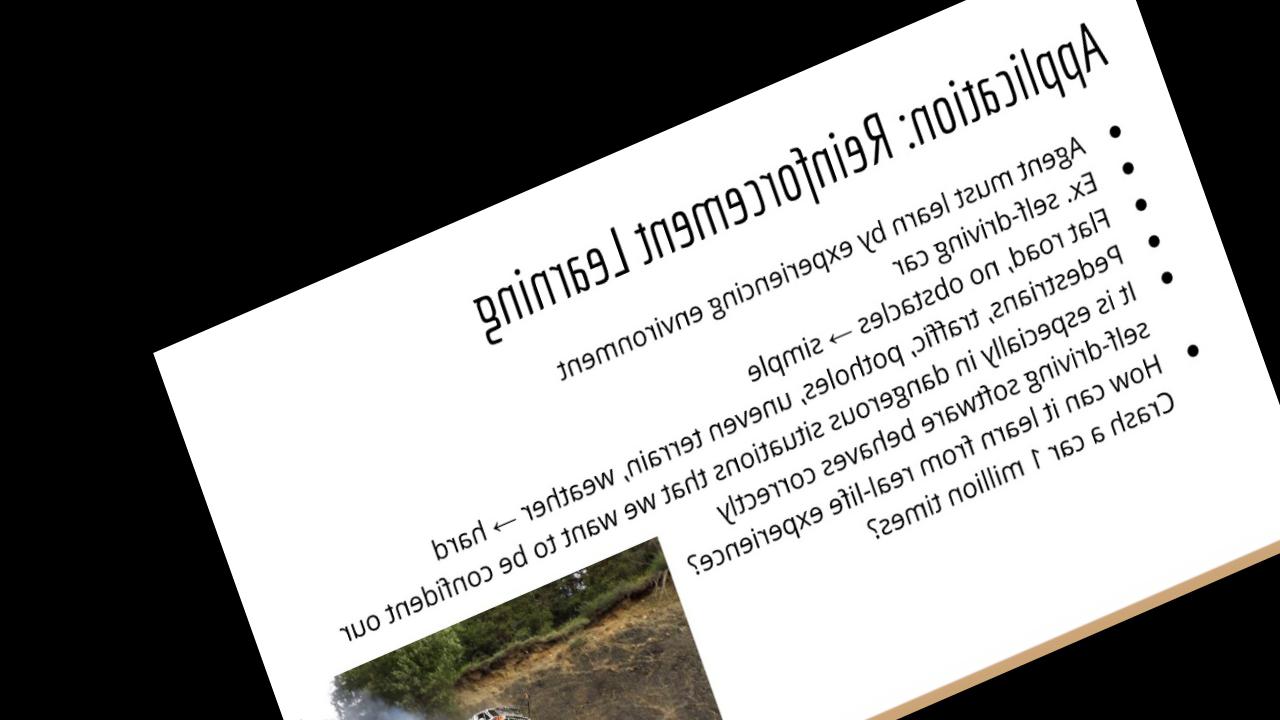 Application: Reinforcement Learning
• Agent must learn by experiencing environment
• Ex. self-driving car
• Flat road, no obstacles → simple
• Pedestrians, traffic, potholes, uneven terrain, weather → hard
• It is especially in dangerous situations that we want to be confident our
self-driving software behaves correctly
• How can it learn from real-life experience?
Crash a car 1 million times?